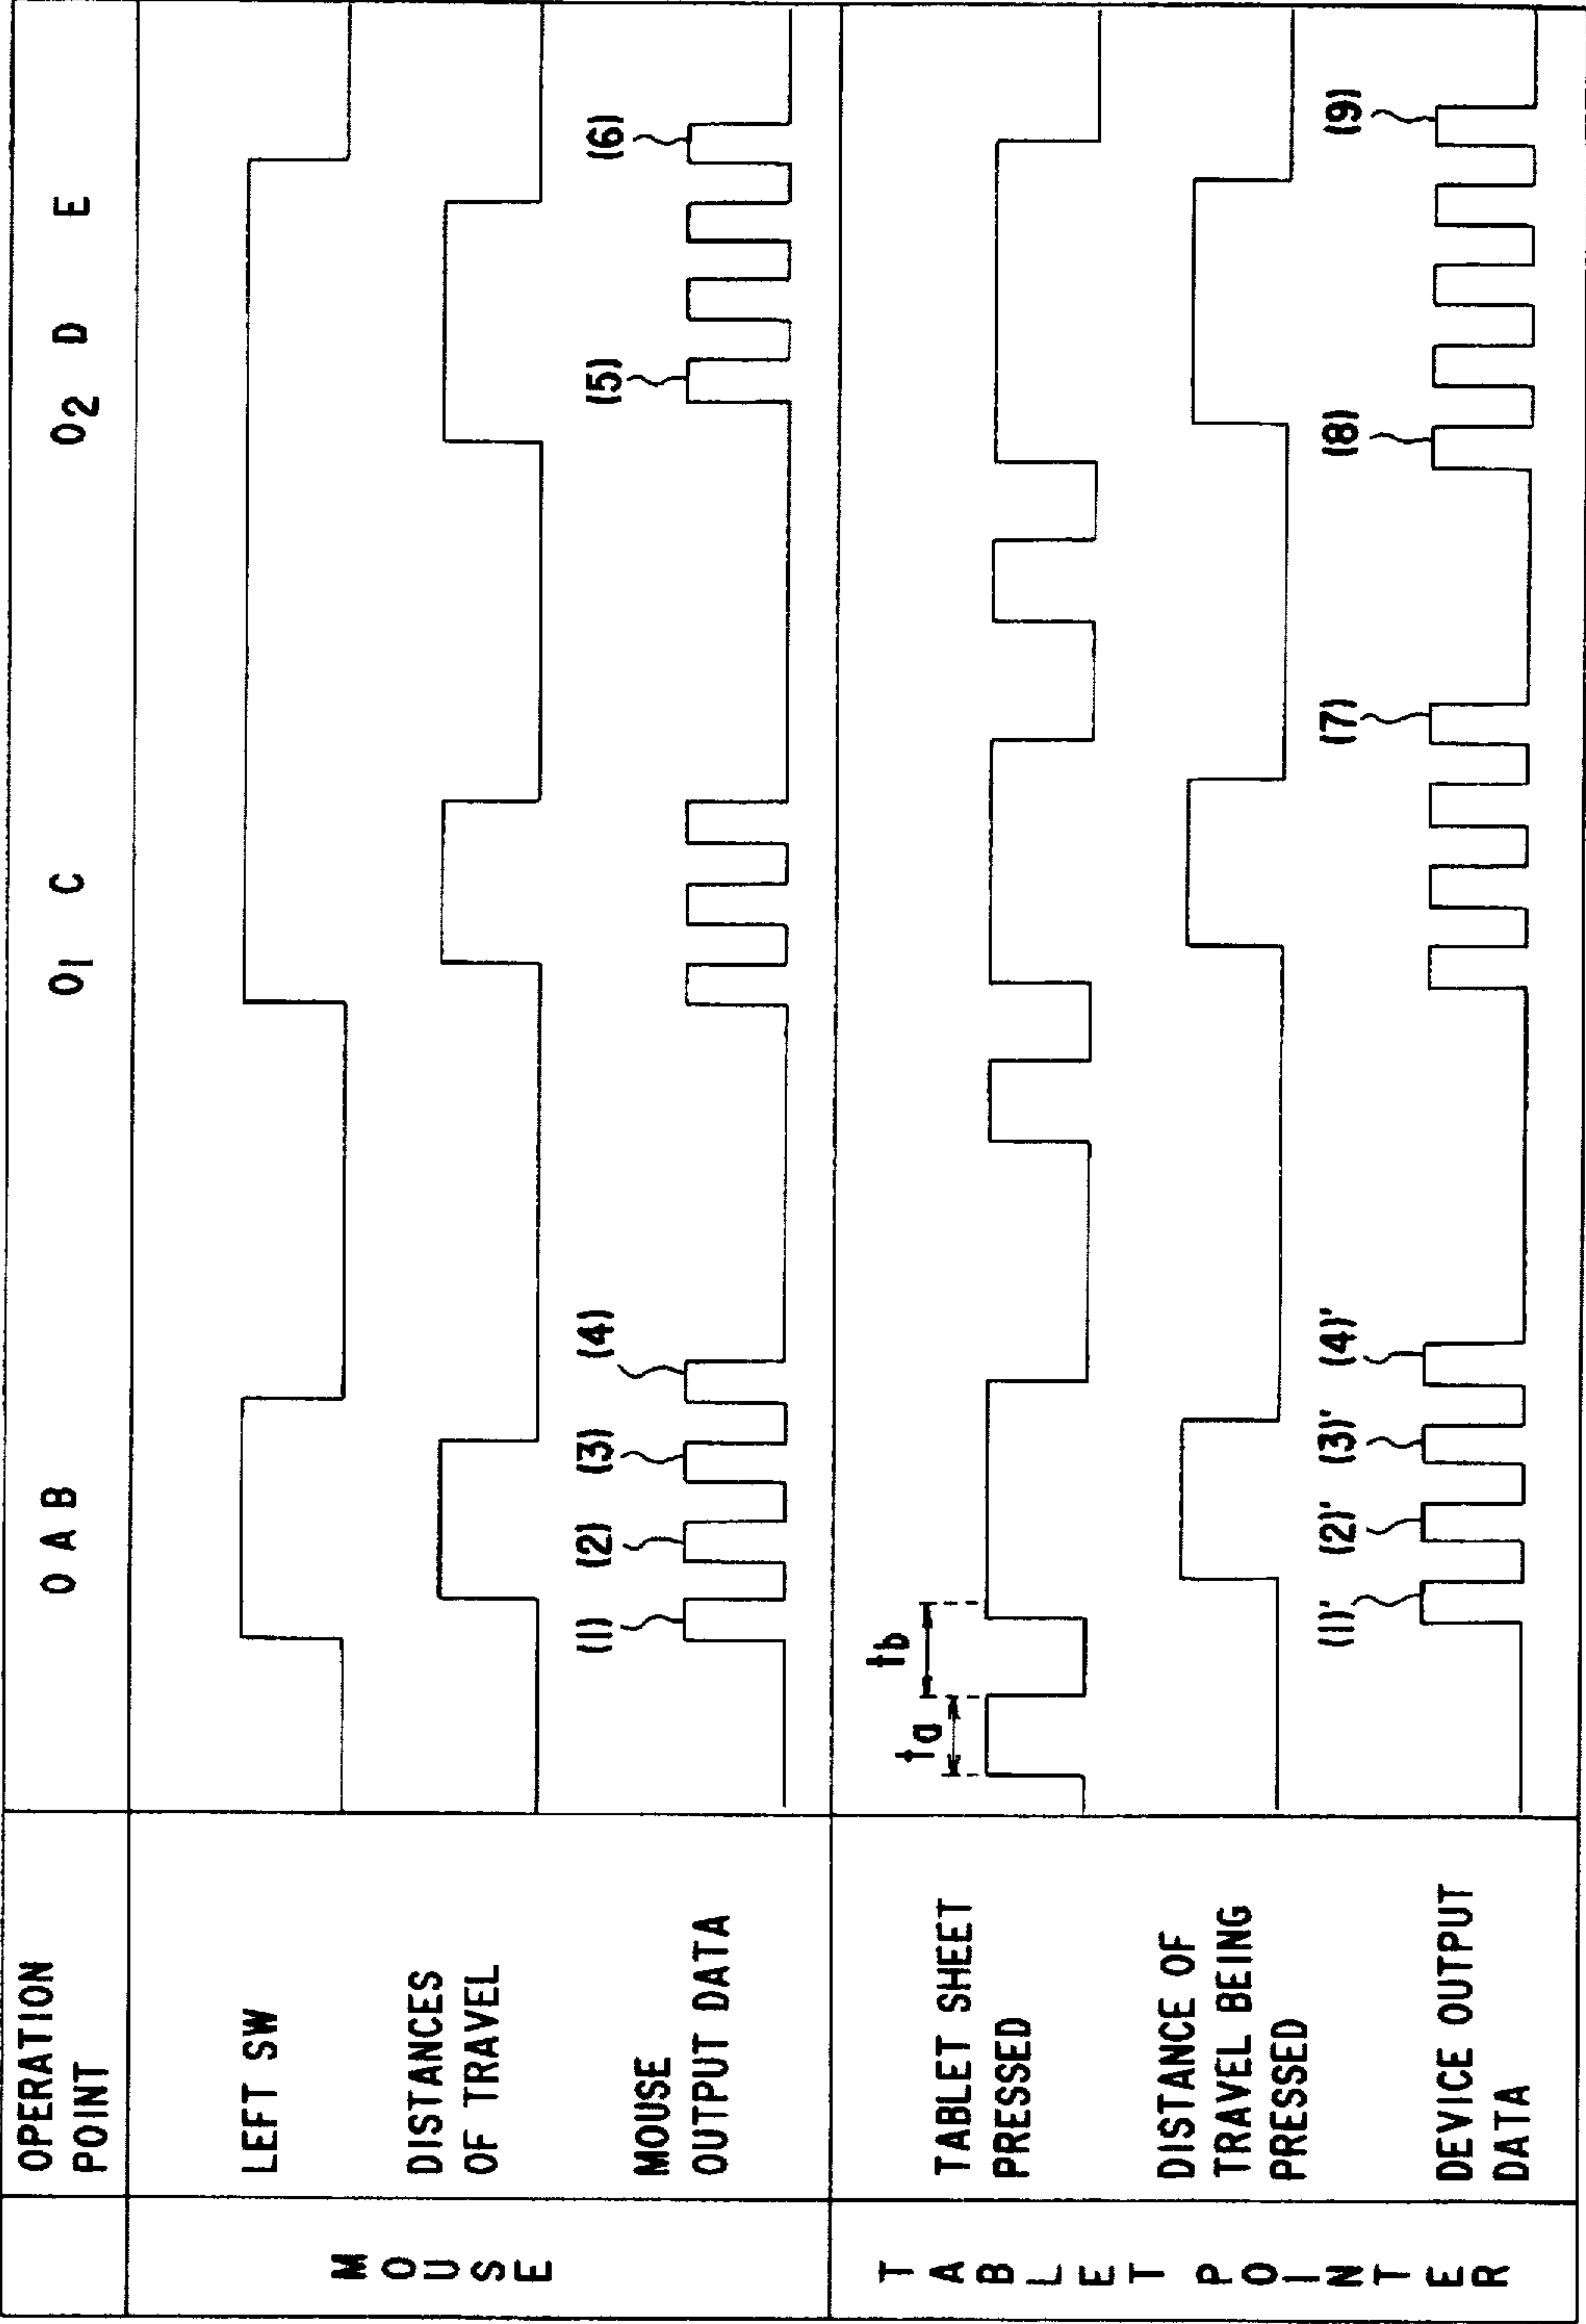 OPERATION
POINT
O A B O1 C O2 D E
MOUSE
LEFT SW
DISTANCES
OF TRAVEL
(1) (2) (3) (4) (5) (6)
MOUSE
OUTPUT DATA
TABLET POINTER
ta tb
TABLET SHEET
PRESSED
DISTANCE OF
TRAVEL BEING
PRESSED
(1)' (2)' (3)' (4)' (7) (8) (9)
DEVICE OUTPUT
DATA